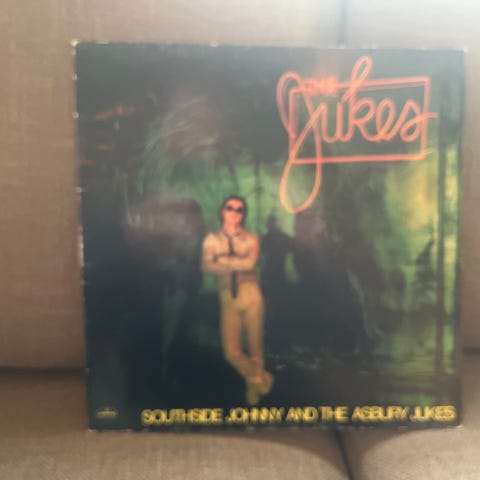 THE
Jukes
SOUTHSIDE JOHNNY AND THE ASBURY JUKES